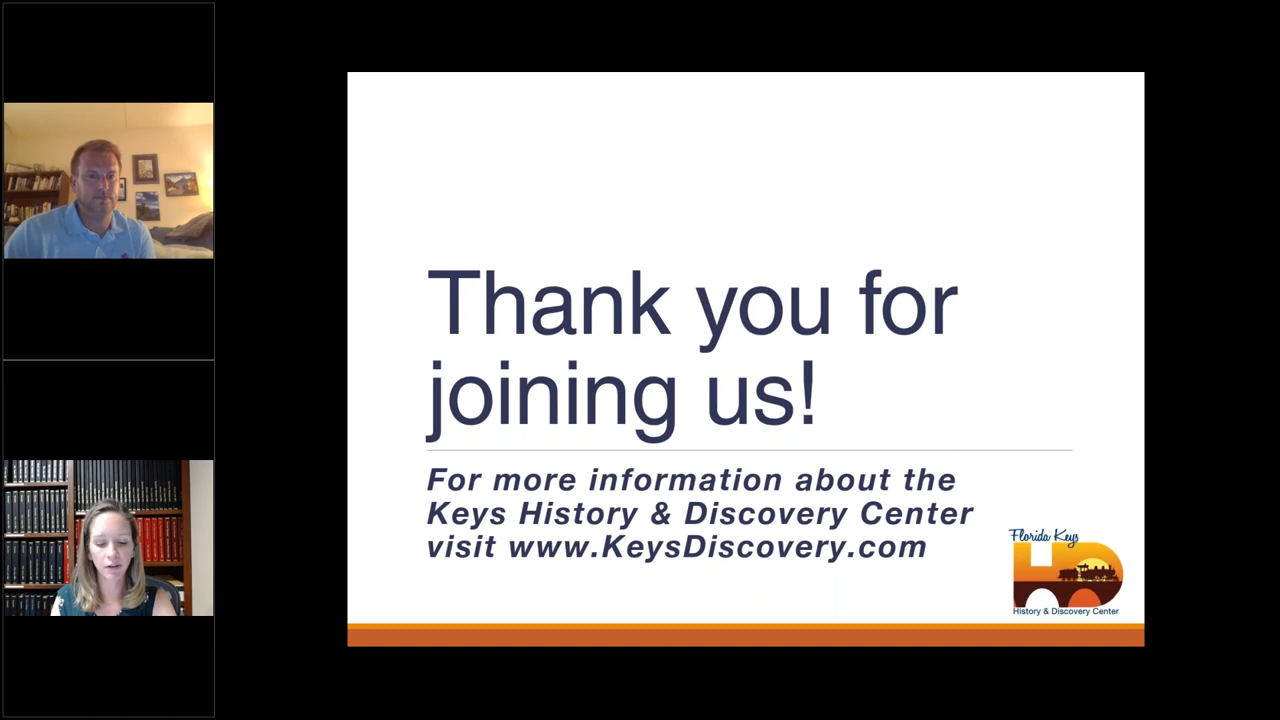 Thank you for
joining us!
For more information about the
Keys History & Discovery Center
visit www.KeysDiscovery.com
Florida Keys
HD
History & Discovery Center